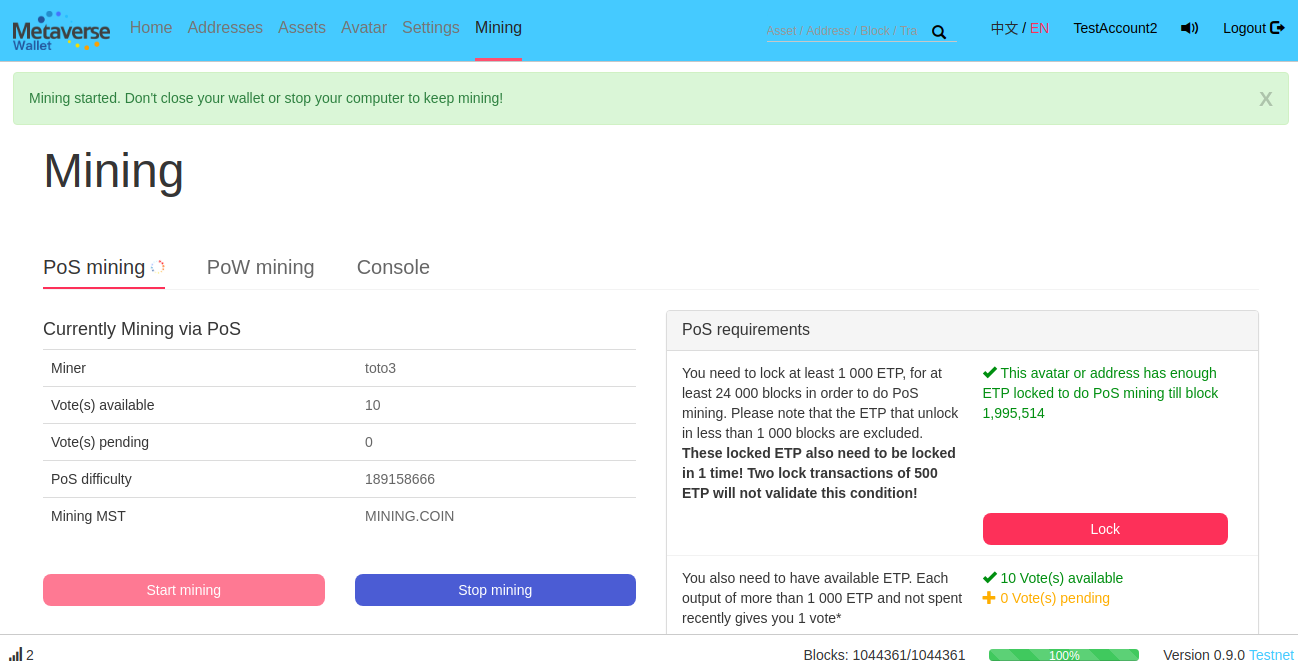 Metaverse
Wallet
Home Addresses Assets Avatar Settings Mining
Asset / Address / Block / Tra
中文 / EN TestAccount2 Logout
Mining started. Don't close your wallet or stop your computer to keep mining!
X
Mining
PoS mining PoW mining Console
Currently Mining via PoS
Miner toto3
Vote(s) available 10
Vote(s) pending 0
PoS difficulty 189158666
Mining MST MINING.COIN
Start mining Stop mining
PoS requirements
You need to lock at least 1 000 ETP, for at
least 24 000 blocks in order to do PoS
mining. Please note that the ETP that unlock
in less than 1 000 blocks are excluded.
These locked ETP also need to be locked
in 1 time! Two lock transactions of 500
ETP will not validate this condition!
This avatar or address has enough
ETP locked to do PoS mining till block
1,995,514
Lock
You also need to have available ETP. Each
output of more than 1 000 ETP and not spent
recently gives you 1 vote*
10 Vote(s) available
0 Vote(s) pending
2
Blocks: 1044361/1044361 100% Version 0.9.0 Testnet